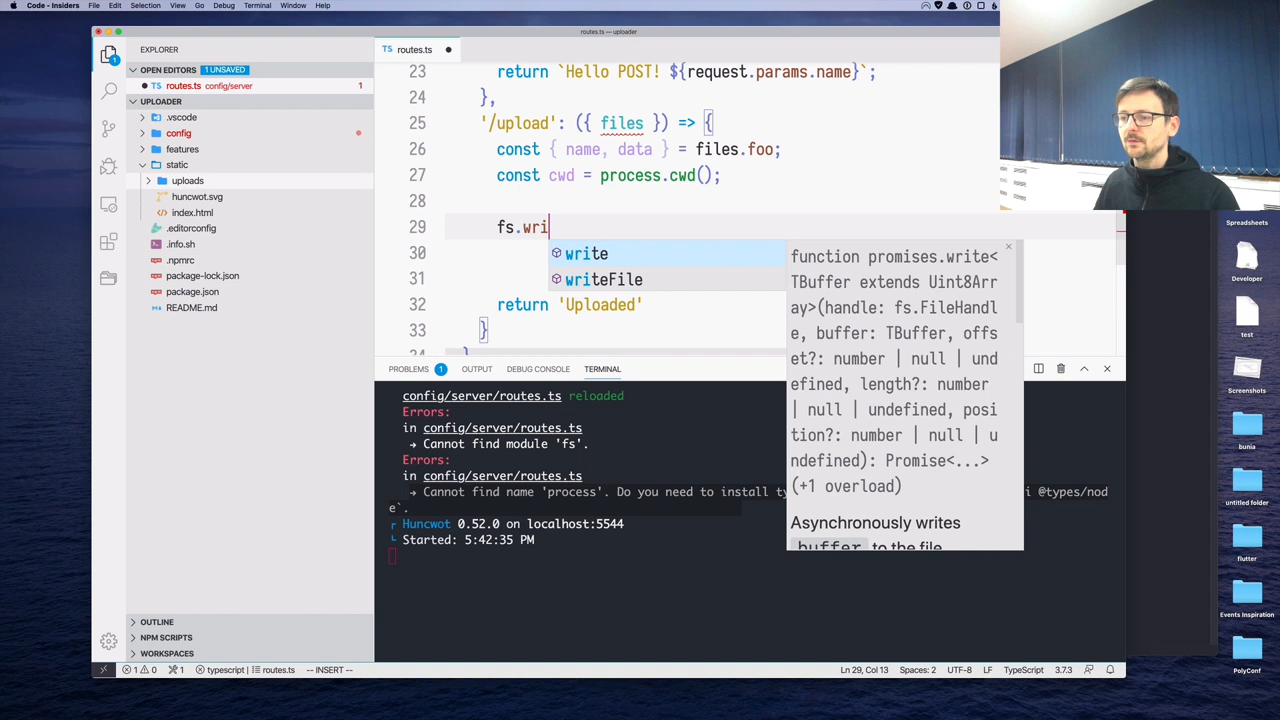 Code - Insiders File Edit Selection View Go Debug Terminal Window Help
routes.ts — uploader
EXPLORER
TS routes.ts
OPEN EDITORS 1 UNSAVED
routes.ts config/server 1
UPLOADER
.vscode
config
features
static
uploads
huncwot.svg
index.html
.editorconfig
.info.sh
.npmrc
package-lock.json
package.json
README.md
OUTLINE
NPM SCRIPTS
WORKSPACES
23 return `Hello POST! ${request.params.name}`;
24 },
25 '/upload': ({ files }) => {
26 const { name, data } = files.foo;
27 const cwd = process.cwd();
28
29 fs.wri
30
31
32 return 'Uploaded'
33 }
write
writeFile
function promises.write<
TBuffer extends Uint8Arr
ay>(handle: fs.FileHandl
e, buffer: TBuffer, offs
et?: number | null | und
efined, length?: number
| null | undefined, posi
tion?: number | null | u
ndefined): Promise<...>
(+1 overload)
Asynchronously writes
buffer to the file
PROBLEMS 1 OUTPUT DEBUG CONSOLE TERMINAL
config/server/routes.ts reloaded
Errors:
in config/server/routes.ts
→ Cannot find module 'fs'.
Errors:
in config/server/routes.ts
→ Cannot find name 'process'. Do you need to install ty i @types/nod
e`.
Huncwot 0.52.0 on localhost:5544
Started: 5:42:35 PM
1 0 1 typescript | routes.ts -- INSERT -- Ln 29, Col 13 Spaces: 2 UTF-8 LF TypeScript 3.7.3
Spreadsheets
Developer
test
Screenshots
bunia
untitled folder
flutter
Events Inspiration
PolyConf